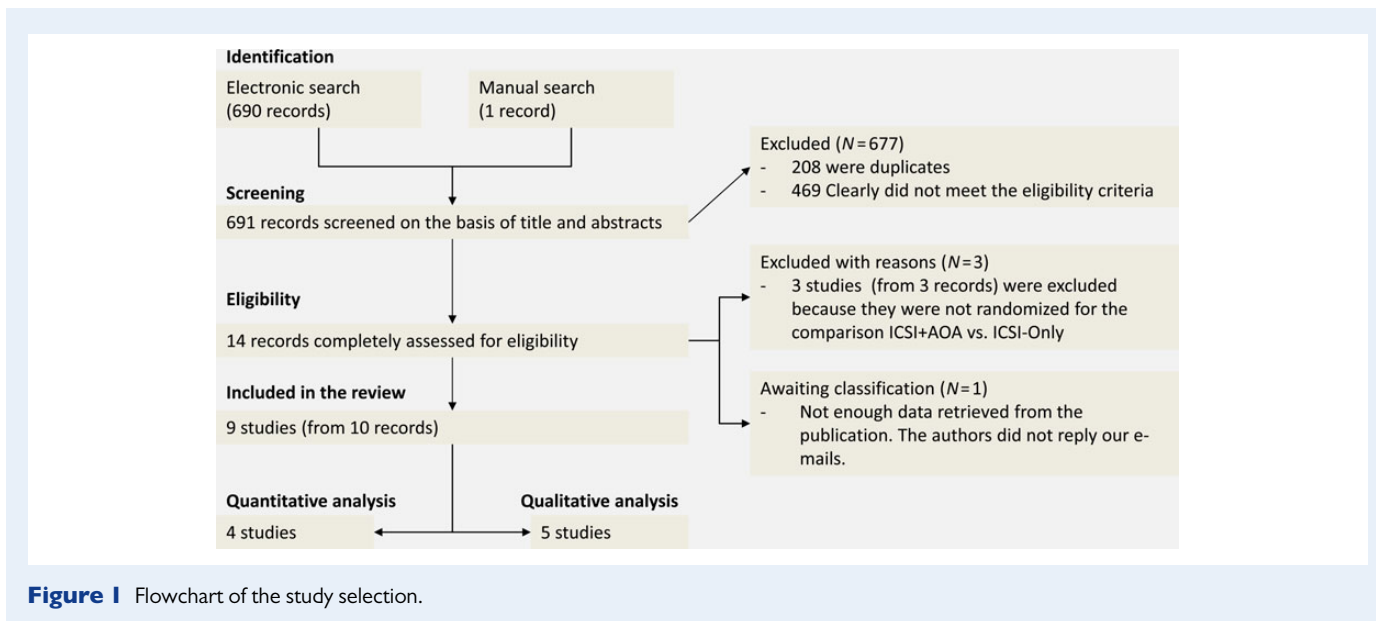 Identification
Electronic search
(690 records)
Manual search
(1 record)
Excluded (N=677)
- 208 were duplicates
- 469 Clearly did not meet the eligibility criteria
Screening
691 records screened on the basis of title and abstracts
Excluded with reasons (N=3)
- 3 studies (from 3 records) were excluded
because they were not randomized for the
comparison ICSI+AOA vs. ICSI-Only
Eligibility
14 records completely assessed for eligibility
Awaiting classification (N=1)
- Not enough data retrieved from the
publication. The authors did not reply our e-
mails.
Included in the review
9 studies (from 10 records)
Quantitative analysis
4 studies
Qualitative analysis
5 studies
Figure 1 Flowchart of the study selection.